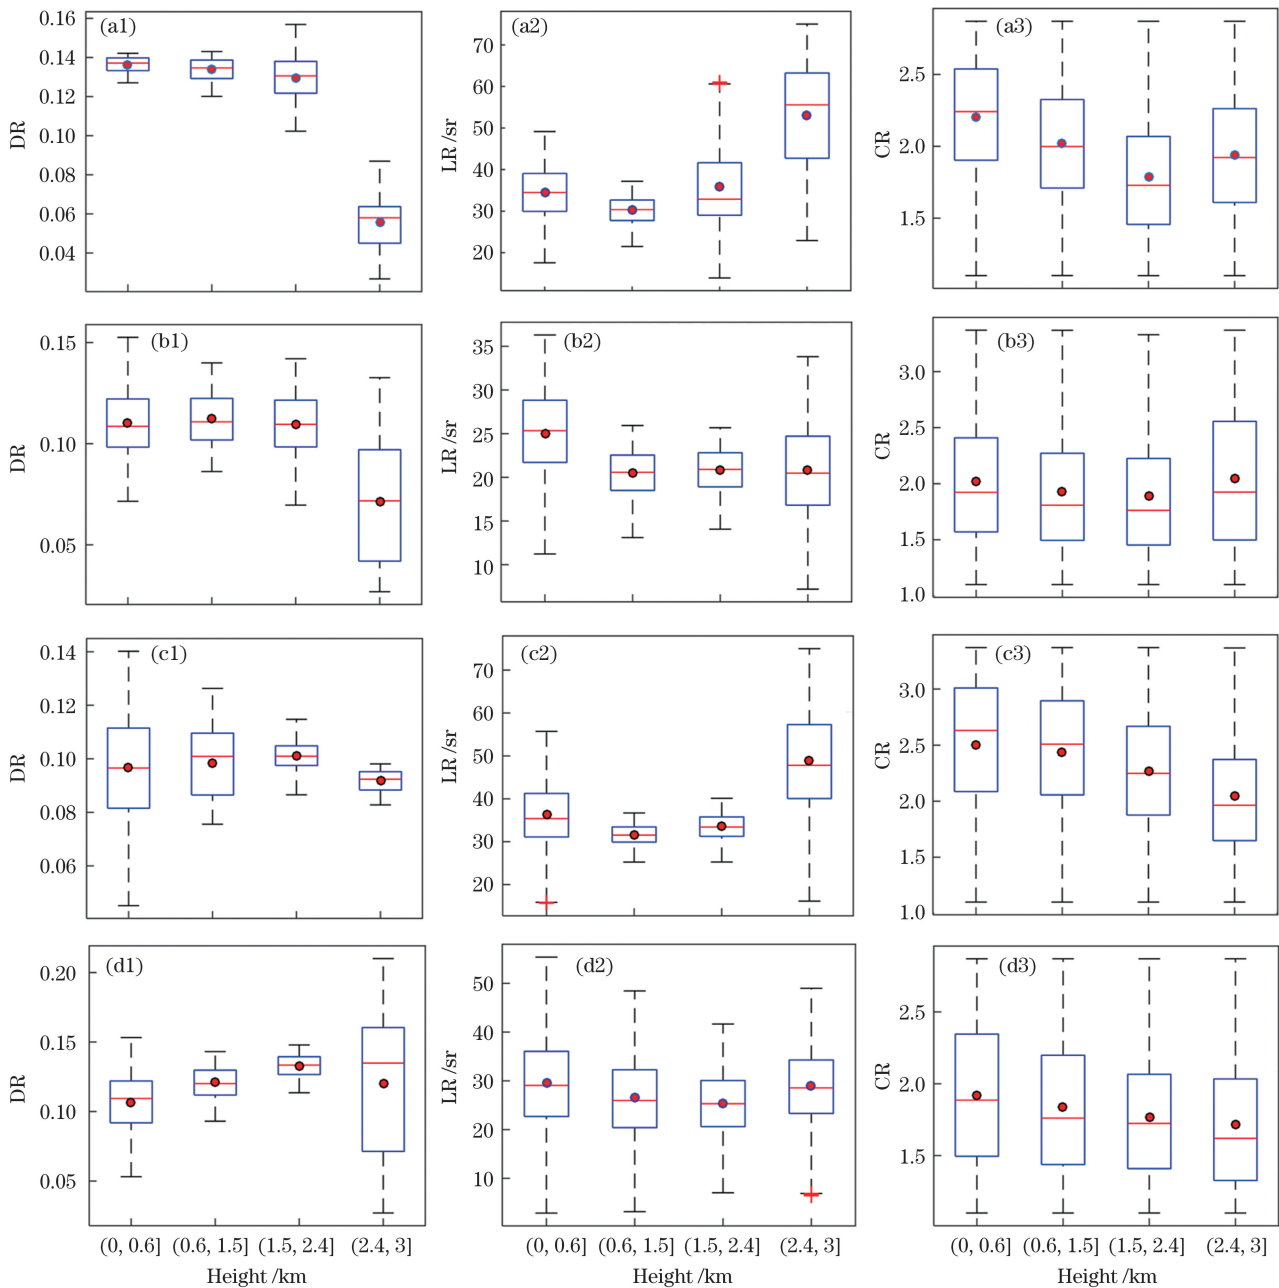 (a1)
0.16
0.14
0.12
0.10
0.08
0.06
0.04
DR
(a2)
70
60
50
40
30
20
LR /sr
(a3)
2.5
2.0
1.5
CR
(b1)
0.15
0.10
0.05
DR
(b2)
35
30
25
20
15
10
LR /sr
(b3)
3.0
2.5
2.0
1.5
1.0
CR
(c1)
0.14
0.12
0.10
0.08
0.06
DR
(c2)
70
60
50
40
30
20
LR /sr
(c3)
3.0
2.5
2.0
1.5
1.0
CR
(d1)
0.20
0.15
0.10
0.05
DR
(0, 0.6] (0.6, 1.5] (1.5, 2.4] (2.4, 3]
Height /km
(d2)
50
40
30
20
10
LR /sr
(0, 0.6] (0.6, 1.5] (1.5, 2.4] (2.4, 3]
Height /km
(d3)
2.5
2.0
1.5
CR
(0, 0.6] (0.6, 1.5] (1.5, 2.4] (2.4, 3]
Height /km